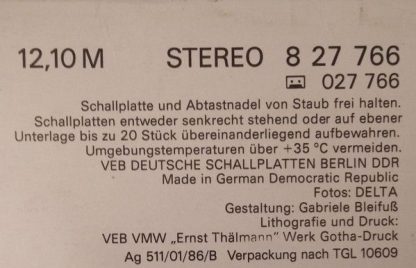 12,10 M STEREO 8 27 766
027 766
Schallplatte und Abtastnadel von Staub frei halten.
Schallplatten entweder senkrecht stehend oder auf ebener
Unterlage bis zu 20 Stück übereinanderliegend aufbewahren.
Umgebungstemperaturen über +35 °C vermeiden.
VEB DEUTSCHE SCHALLPLATTEN BERLIN DDR
Made in German Democratic Republic
Fotos: DELTA
Gestaltung: Gabriele Bleifuß
Lithografie und Druck:
VEB VMW „Ernst Thälmann" Werk Gotha-Druck
Ag 511/01/86/B Verpackung nach TGL 10609